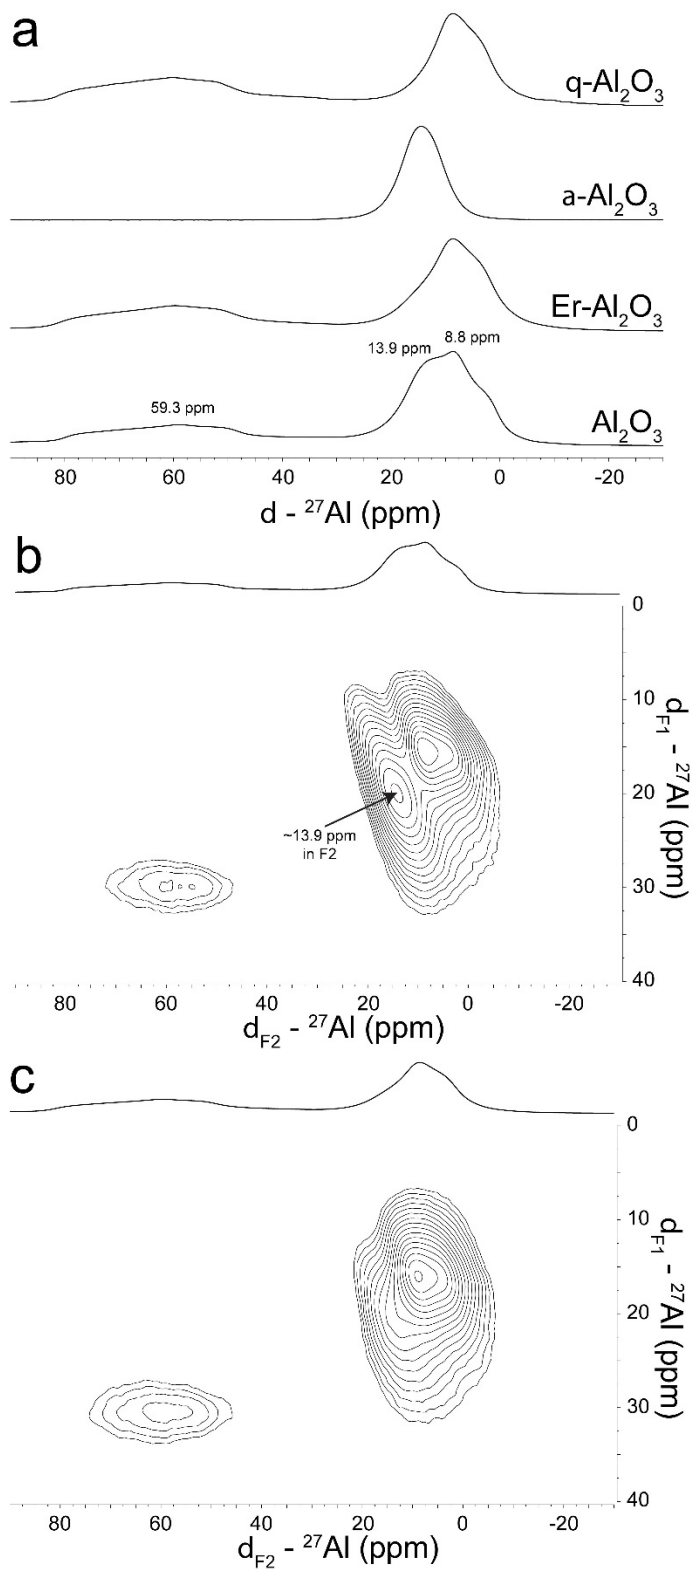 a
q-Al2O3
a-Al2O3
Er-Al2O3
13.9 ppm
8.8 ppm
59.3 ppm
Al2O3
80 60 40 20 0 -20
d - 27Al (ppm)
b
0
10
20
30
40
dF1 - 27Al (ppm)
~13.9 ppm
in F2
80 60 40 20 0 -20
dF2 - 27Al (ppm)
c
0
10
20
30
40
dF1 - 27Al (ppm)
80 60 40 20 0 -20
dF2 - 27Al (ppm)